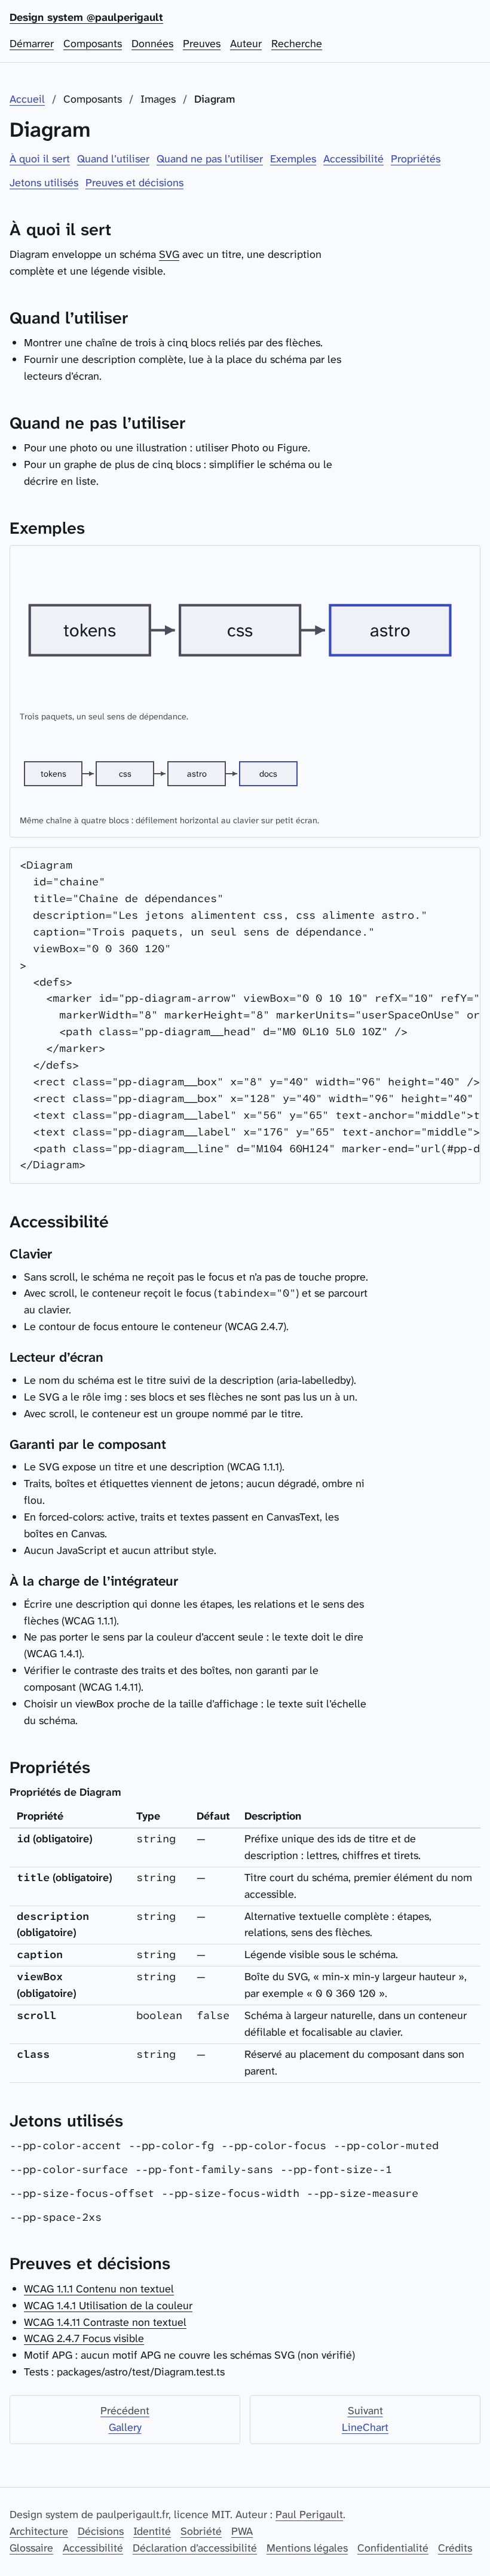 Design system @paulperigault
Démarrer Composants Données Preuves Auteur Recherche
Accueil / Composants / Images / Diagram
Diagram
À quoi il sert Quand l’utiliser Quand ne pas l’utiliser Exemples Accessibilité Propriétés
Jetons utilisés Preuves et décisions
À quoi il sert
Diagram enveloppe un schéma SVG avec un titre, une description
complète et une légende visible.
Quand l’utiliser
• Montrer une chaîne de trois à cinq blocs reliés par des flèches.
• Fournir une description complète, lue à la place du schéma par les
lecteurs d’écran.
Quand ne pas l’utiliser
• Pour une photo ou une illustration : utiliser Photo ou Figure.
• Pour un graphe de plus de cinq blocs : simplifier le schéma ou le
décrire en liste.
Exemples
tokens css astro
Trois paquets, un seul sens de dépendance.
tokens css astro docs
Même chaîne à quatre blocs : défilement horizontal au clavier sur petit écran.
<Diagram
  id="chaine"
  title="Chaîne de dépendances"
  description="Les jetons alimentent css, css alimente astro."
  caption="Trois paquets, un seul sens de dépendance."
  viewBox="0 0 360 120"
>
  <defs>
    <marker id="pp-diagram-arrow" viewBox="0 0 10 10" refX="10" refY="
      markerWidth="8" markerHeight="8" markerUnits="userSpaceOnUse" or
      <path class="pp-diagram__head" d="M0 0L10 5L0 10Z" />
    </marker>
  </defs>
  <rect class="pp-diagram__box" x="8" y="40" width="96" height="40" />
  <rect class="pp-diagram__box" x="128" y="40" width="96" height="40"
  <text class="pp-diagram__label" x="56" y="65" text-anchor="middle">t
  <text class="pp-diagram__label" x="176" y="65" text-anchor="middle">
  <path class="pp-diagram__line" d="M104 60H124" marker-end="url(#pp-d
</Diagram>
Accessibilité
Clavier
• Sans scroll, le schéma ne reçoit pas le focus et n’a pas de touche propre.
• Avec scroll, le conteneur reçoit le focus (tabindex="0") et se parcourt
au clavier.
• Le contour de focus entoure le conteneur (WCAG 2.4.7).
Lecteur d’écran
• Le nom du schéma est le titre suivi de la description (aria-labelledby).
• Le SVG a le rôle img : ses blocs et ses flèches ne sont pas lus un à un.
• Avec scroll, le conteneur est un groupe nommé par le titre.
Garanti par le composant
• Le SVG expose un titre et une description (WCAG 1.1.1).
• Traits, boîtes et étiquettes viennent de jetons ; aucun dégradé, ombre ni
flou.
• En forced-colors: active, traits et textes passent en CanvasText, les
boîtes en Canvas.
• Aucun JavaScript et aucun attribut style.
À la charge de l’intégrateur
• Écrire une description qui donne les étapes, les relations et le sens des
flèches (WCAG 1.1.1).
• Ne pas porter le sens par la couleur d’accent seule : le texte doit le dire
(WCAG 1.4.1).
• Vérifier le contraste des traits et des boîtes, non garanti par le
composant (WCAG 1.4.11).
• Choisir un viewBox proche de la taille d’affichage : le texte suit l’échelle
du schéma.
Propriétés
Propriétés de Diagram
Propriété Type Défaut Description
id (obligatoire) string — Préfixe unique des ids de titre et de
description : lettres, chiffres et tirets.
title (obligatoire) string — Titre court du schéma, premier élément du nom
accessible.
description string — Alternative textuelle complète : étapes,
(obligatoire) relations, sens des flèches.
caption string — Légende visible sous le schéma.
viewBox string — Boîte du SVG, « min-x min-y largeur hauteur »,
(obligatoire) par exemple « 0 0 360 120 ».
scroll boolean false Schéma à largeur naturelle, dans un conteneur
défilable et focalisable au clavier.
class string — Réservé au placement du composant dans son
parent.
Jetons utilisés
--pp-color-accent --pp-color-fg --pp-color-focus --pp-color-muted
--pp-color-surface --pp-font-family-sans --pp-font-size--1
--pp-size-focus-offset --pp-size-focus-width --pp-size-measure
--pp-space-2xs
Preuves et décisions
• WCAG 1.1.1 Contenu non textuel
• WCAG 1.4.1 Utilisation de la couleur
• WCAG 1.4.11 Contraste non textuel
• WCAG 2.4.7 Focus visible
• Motif APG : aucun motif APG ne couvre les schémas SVG (non vérifié)
• Tests : packages/astro/test/Diagram.test.ts
Précédent Suivant
Gallery LineChart
Design system de paulperigault.fr, licence MIT. Auteur : Paul Perigault.
Architecture Décisions Identité Sobriété PWA
Glossaire Accessibilité Déclaration d’accessibilité Mentions légales Confidentialité Crédits